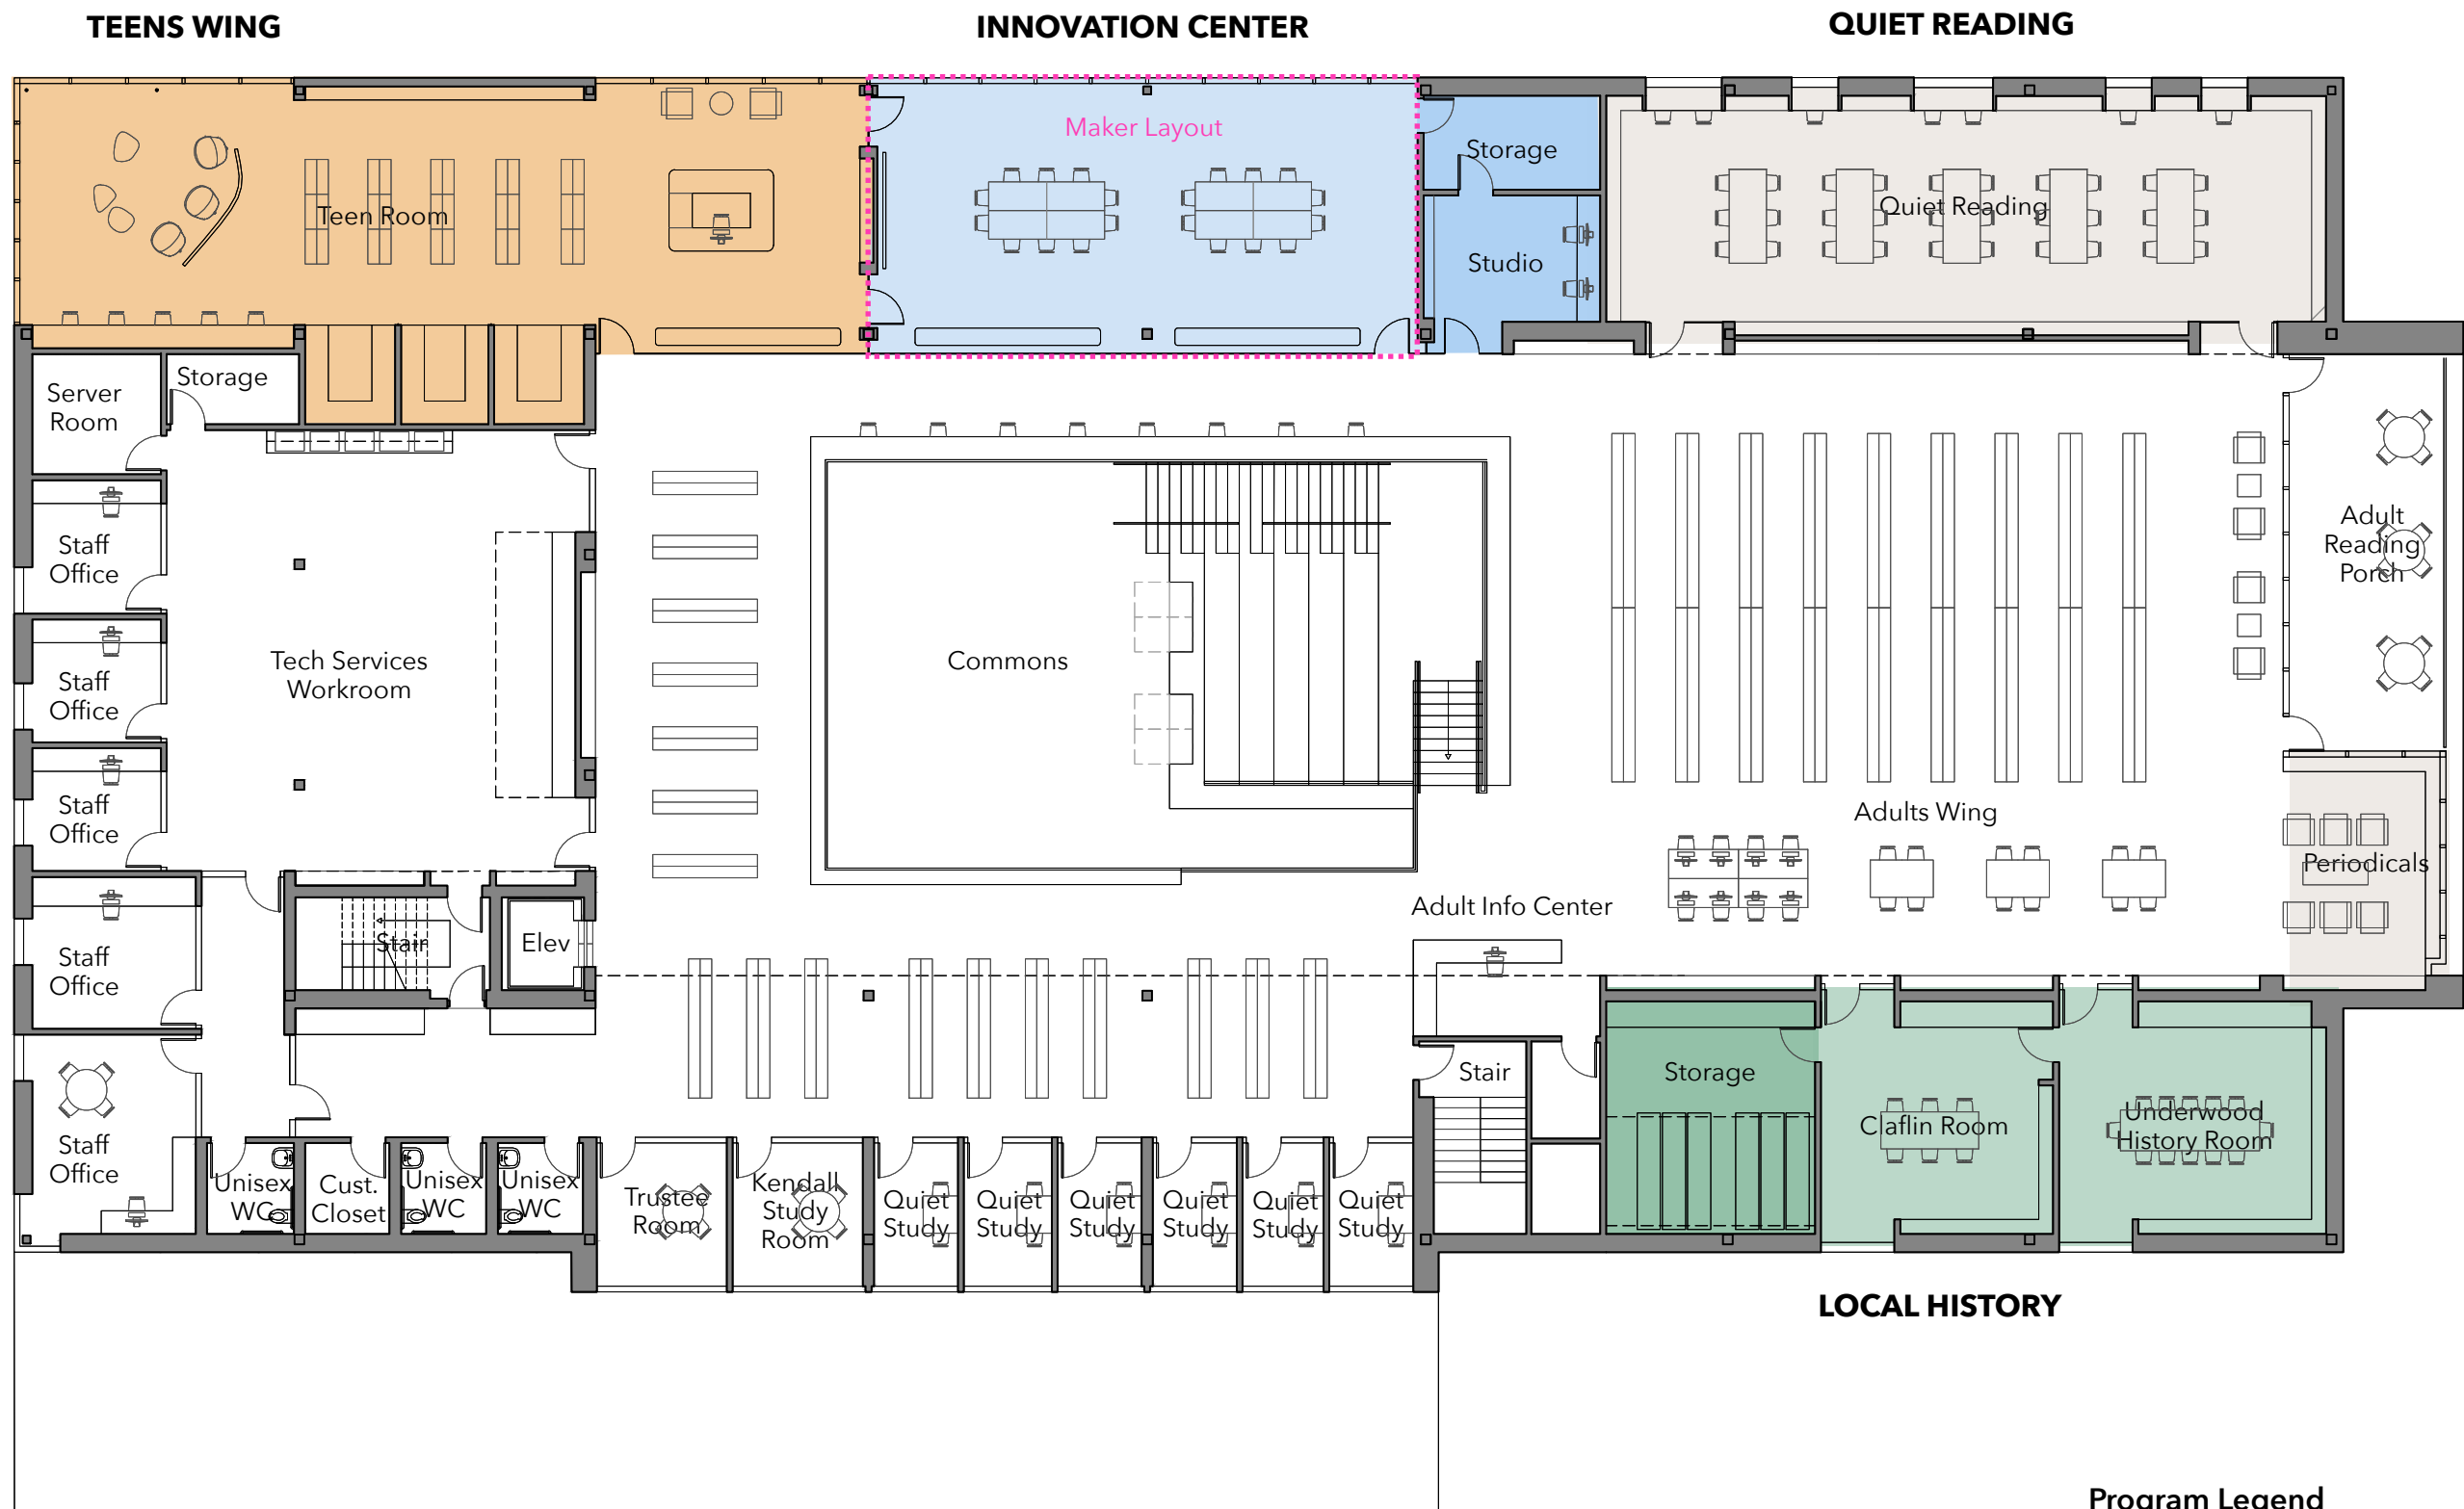 TEENS WING
INNOVATION CENTER
QUIET READING
Maker Layout
Storage
Teen Room
Quiet Reading
Studio
Server
Room
Storage
Staff
Office
Adult
Reading
Porch
Staff
Office
Tech Services
Workroom
Commons
Staff
Office
Adults Wing
Periodicals
Adult Info Center
Staff
Office
Stair
Elev
Stair
Storage
Claflin Room
Underwood
History Room
Staff
Office
Unisex
WC
Cust.
Closet
Unisex
WC
Unisex
WC
Trustee
Room
Kendall
Study
Room
Quiet
Study
Quiet
Study
Quiet
Study
Quiet
Study
Quiet
Study
Quiet
Study
LOCAL HISTORY
Program Legend